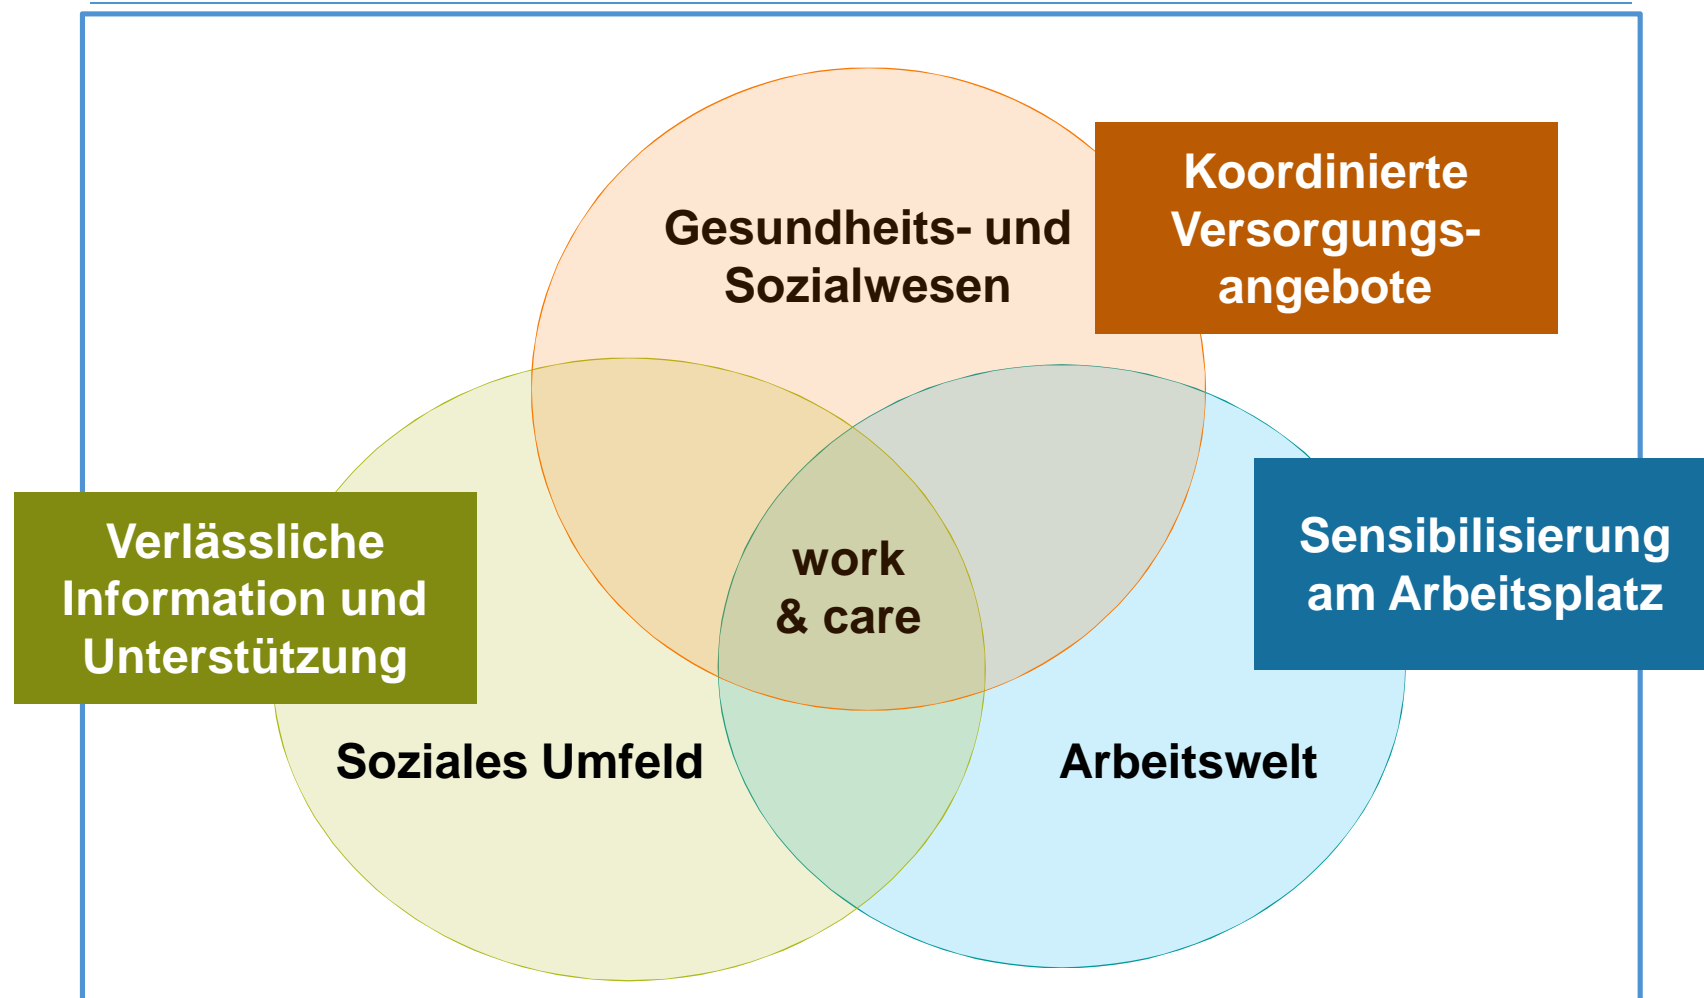 Gesundheits- und
Sozialwesen
Koordinierte
Versorgungs-
angebote
Verlässliche
Information und
Unterstützung
work
& care
Sensibilisierung
am Arbeitsplatz
Soziales Umfeld
Arbeitswelt